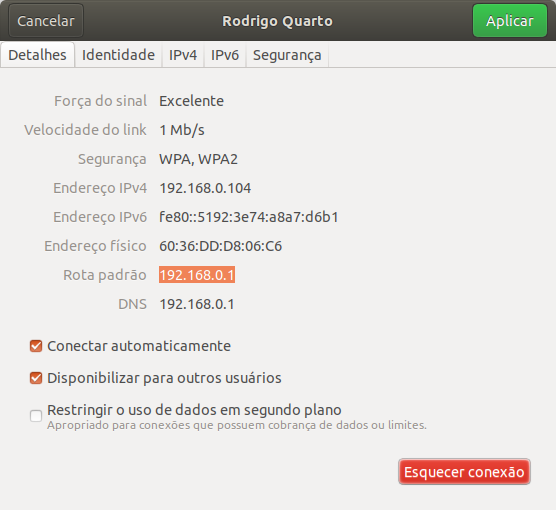 Cancelar Rodrigo Quarto Aplicar
Detalhes Identidade IPv4 IPv6 Segurança
Força do sinal Excelente
Velocidade do link 1 Mb/s
Segurança WPA, WPA2
Endereço IPv4 192.168.0.104
Endereço IPv6 fe80::5192:3e74:a8a7:d6b1
Endereço físico 60:36:DD:D8:06:C6
Rota padrão 192.168.0.1
DNS 192.168.0.1
Conectar automaticamente
Disponibilizar para outros usuários
Restringir o uso de dados em segundo plano
Apropriado para conexões que possuem cobrança de dados ou limites.
Esquecer conexão